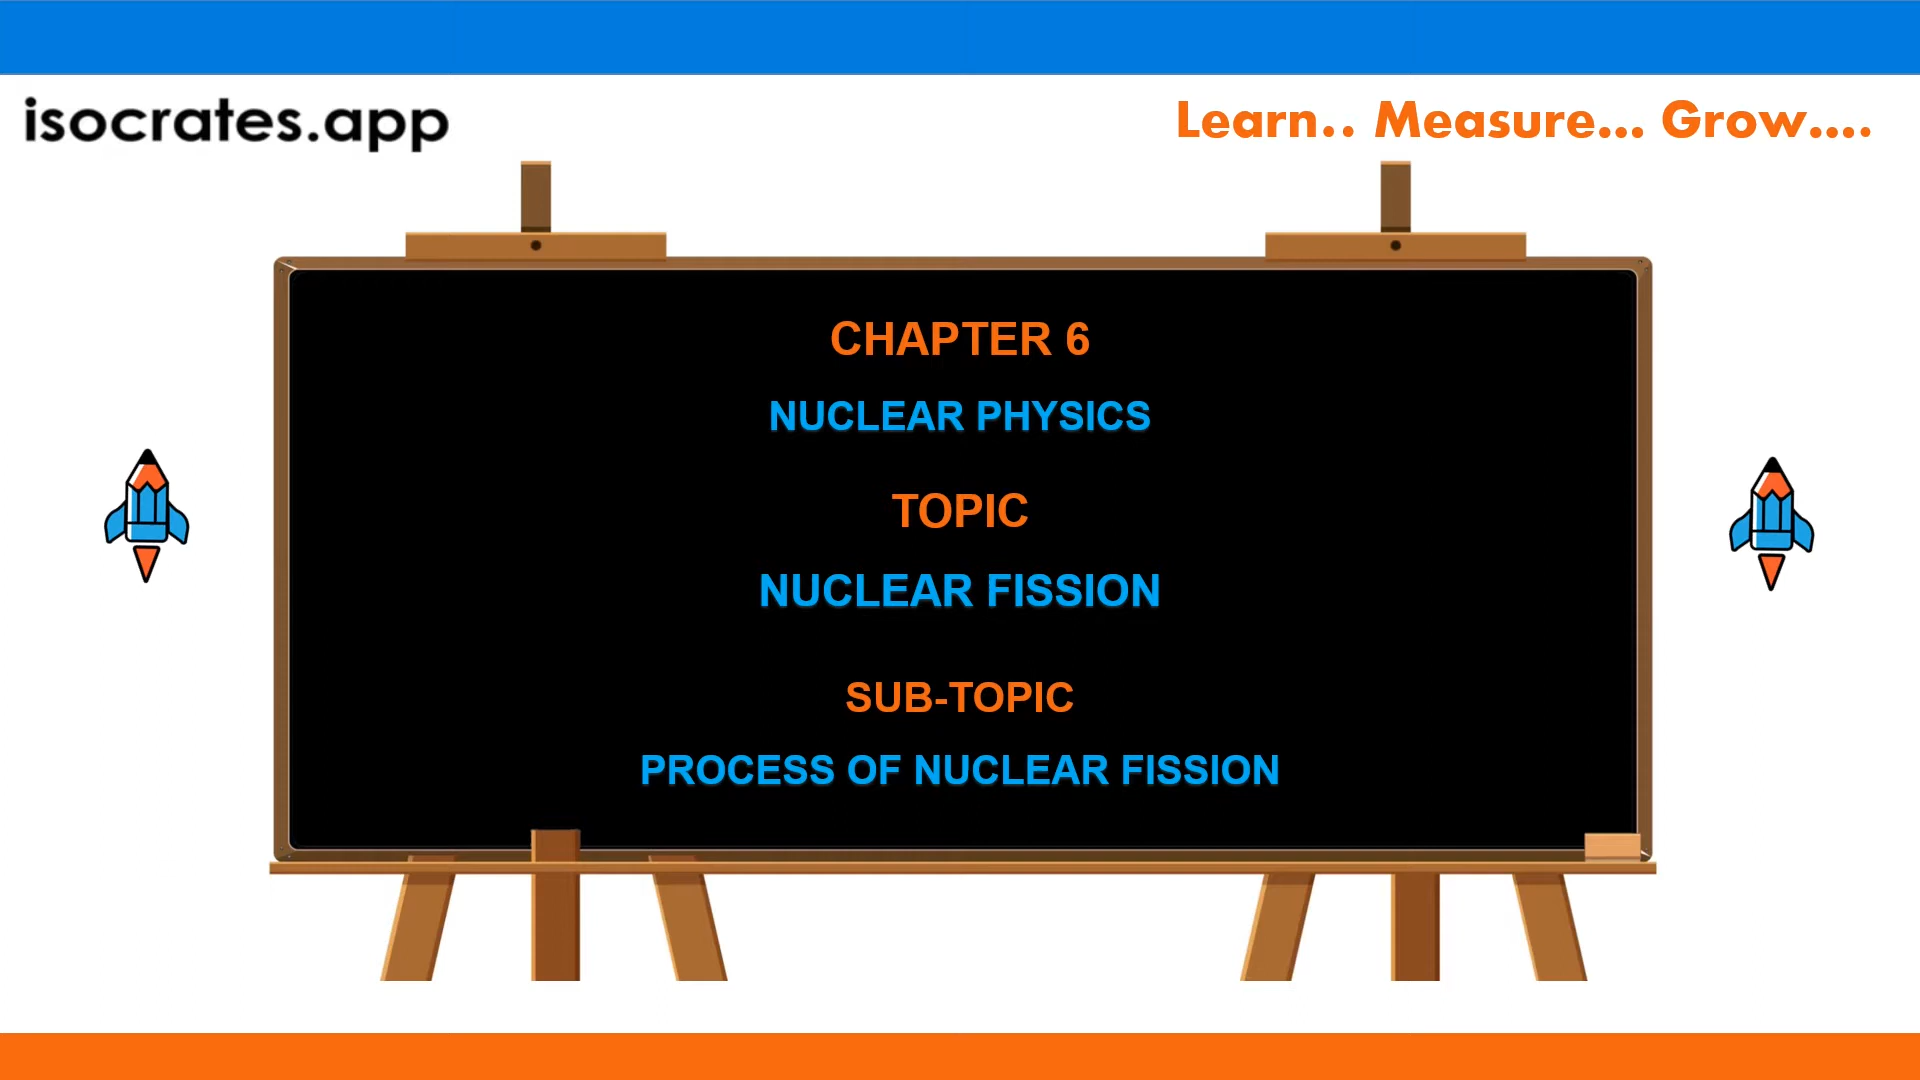 isocrates.app
Learn.. Measure... Grow....
CHAPTER 6
NUCLEAR PHYSICS
TOPIC
NUCLEAR FISSION
SUB-TOPIC
PROCESS OF NUCLEAR FISSION